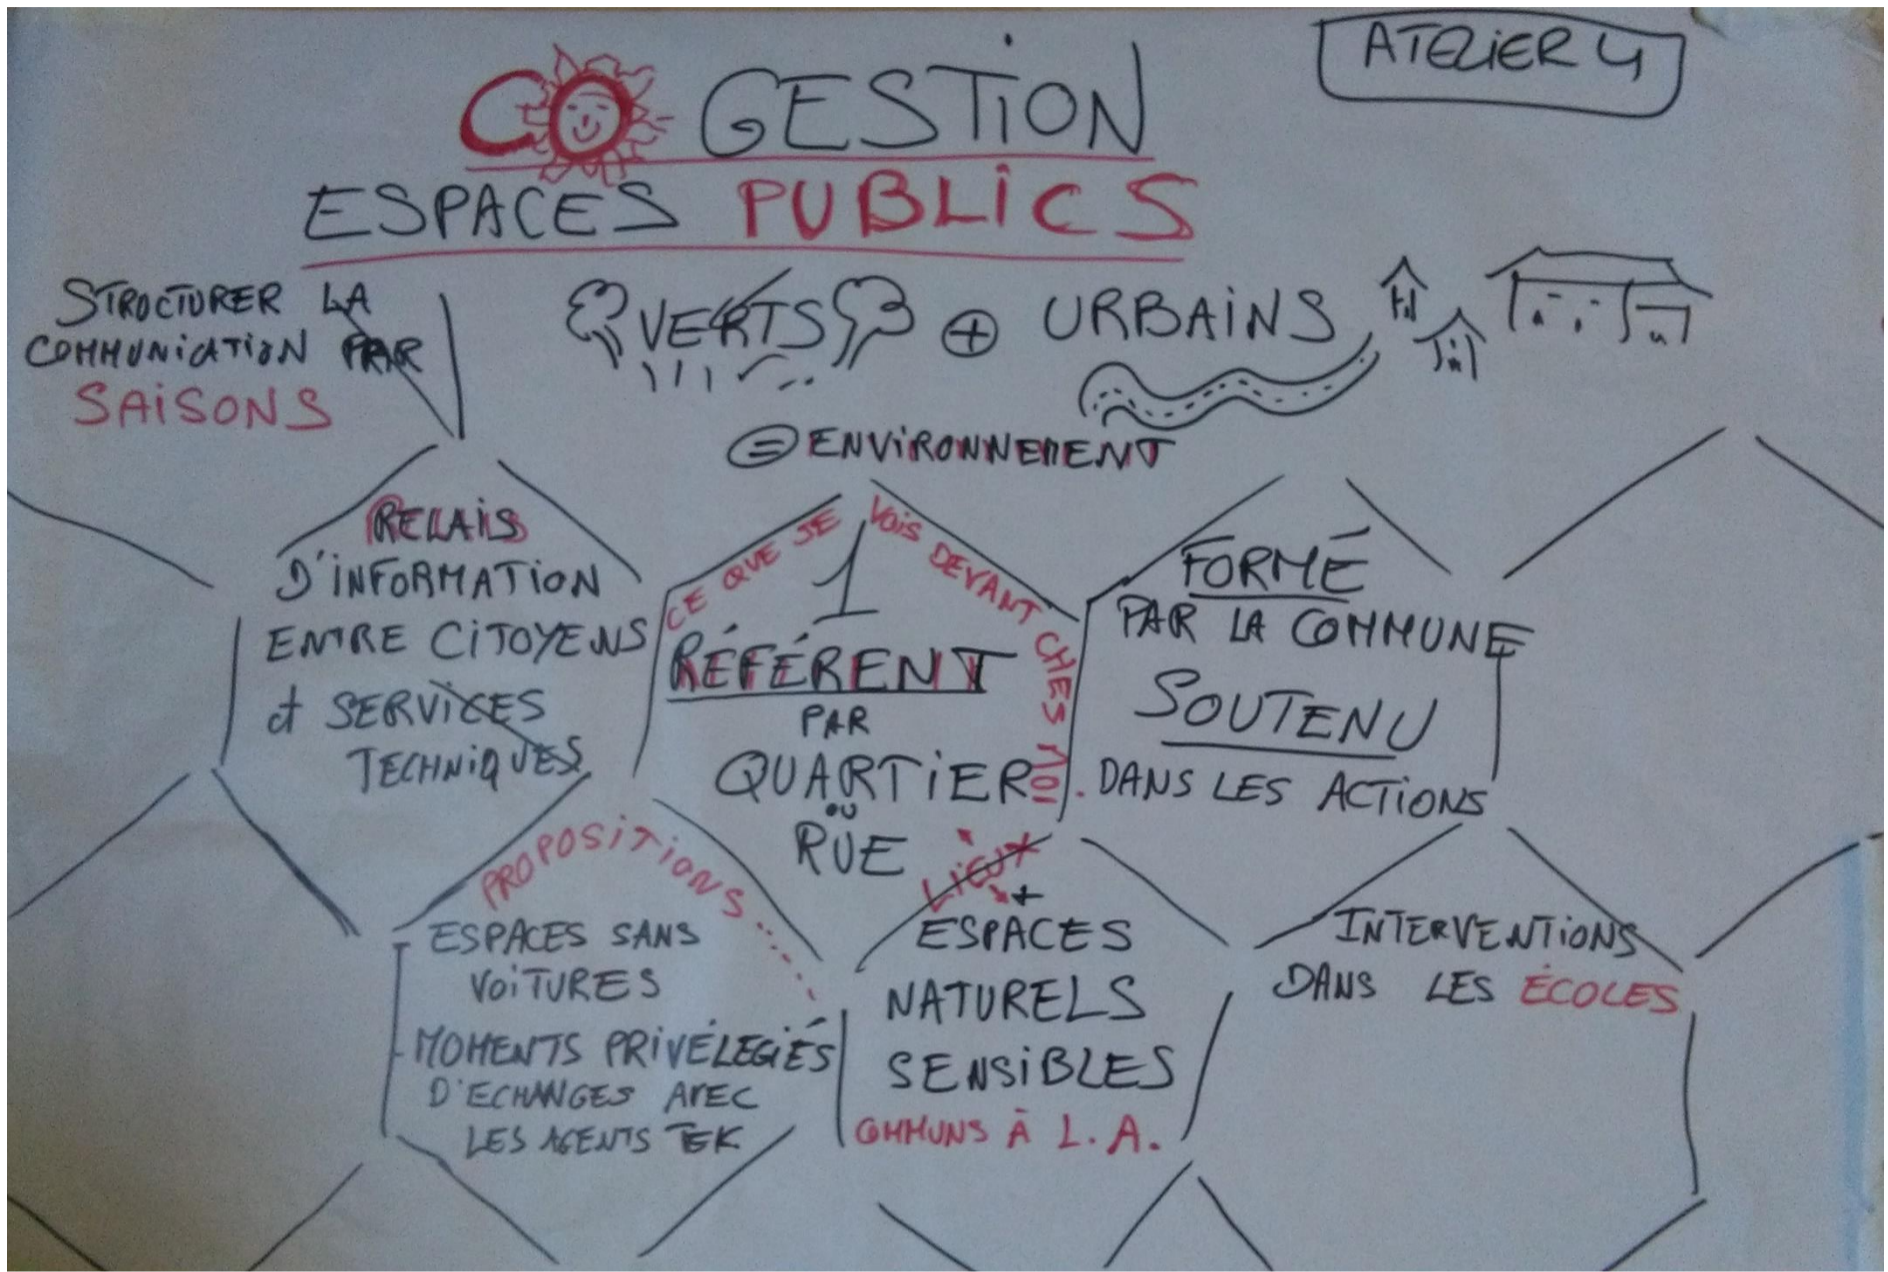 ATELIER 4
CO GESTION
ESPACES PUBLICS
STRUCTURER LA
COMMUNICATION PAR
SAISONS
VERTS + URBAINS
= ENVIRONNEMENT
RELAIS
D'INFORMATION
ENTRE CITOYENS
et SERVICES
TECHNIQUES
CE QUE JE VOIS DEVANT CHES MOI
1
RÉFÉRENT
PAR
QUARTIER
OU
RUE
FORMÉ
PAR LA COMMUNE
SOUTENU
DANS LES ACTIONS
PROPOSITIONS.....
ESPACES SANS
VOITURES
MOMENTS PRIVÉLEGIÉS
D'ECHANGES AVEC
LES AGENTS TEK
LIEUX
+
ESPACES
NATURELS
SENSIBLES
COMMUNS À L.A.
INTERVENTIONS
DANS LES ÉCOLES